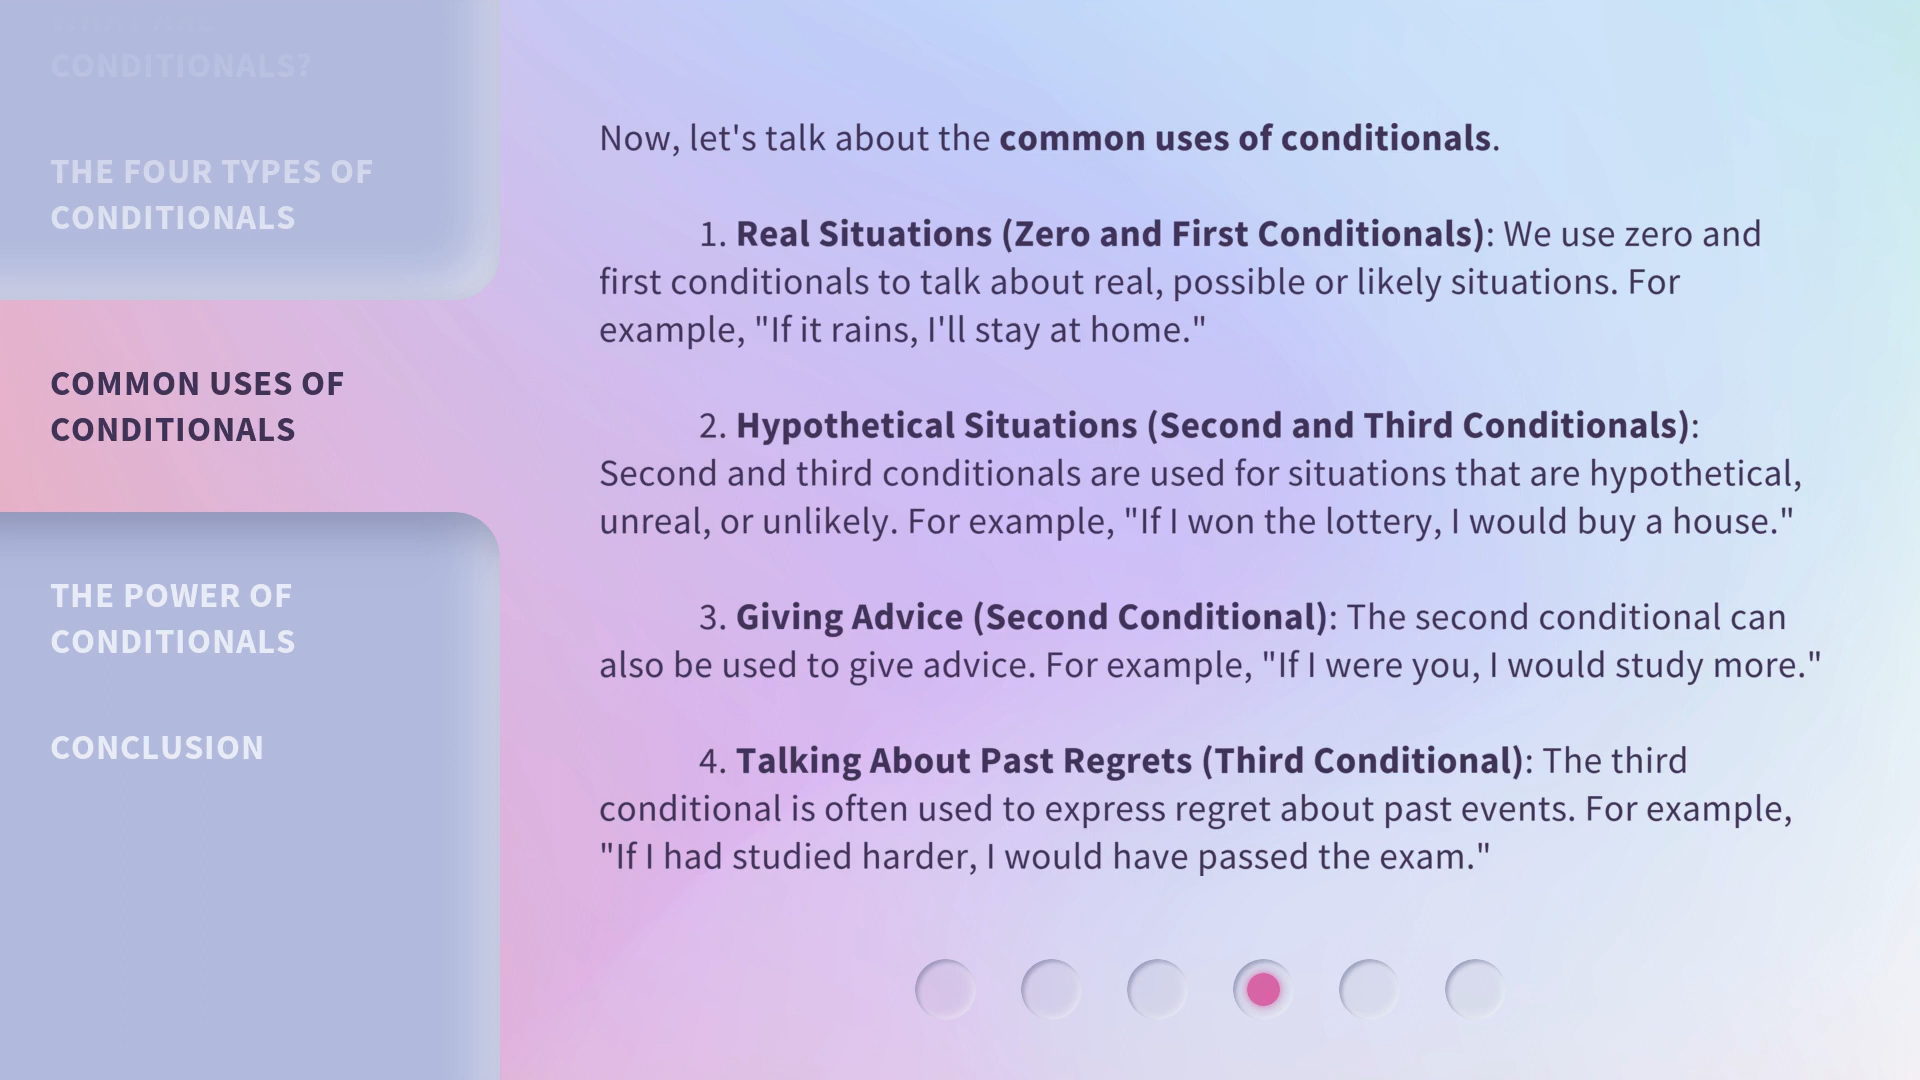 WHAT ARE
CONDITIONALS?
THE FOUR TYPES OF
CONDITIONALS
COMMON USES OF
CONDITIONALS
THE POWER OF
CONDITIONALS
CONCLUSION
Now, let's talk about the common uses of conditionals.
1. Real Situations (Zero and First Conditionals): We use zero and
first conditionals to talk about real, possible or likely situations. For
example, "If it rains, I'll stay at home."
2. Hypothetical Situations (Second and Third Conditionals):
Second and third conditionals are used for situations that are hypothetical,
unreal, or unlikely. For example, "If I won the lottery, I would buy a house."
3. Giving Advice (Second Conditional): The second conditional can
also be used to give advice. For example, "If I were you, I would study more."
4. Talking About Past Regrets (Third Conditional): The third
conditional is often used to express regret about past events. For example,
"If I had studied harder, I would have passed the exam."